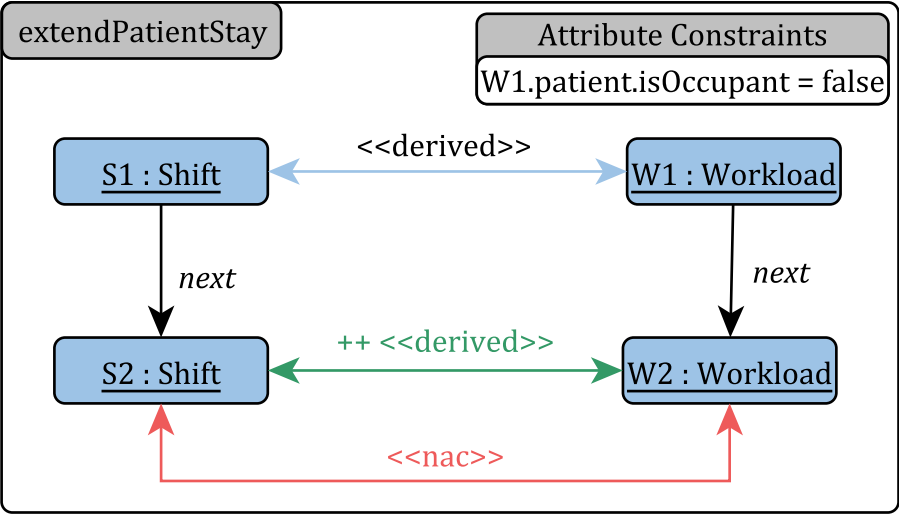 extendPatientStay
Attribute Constraints
W1.patient.isOccupant = false
<<derived>>
S1 : Shift
W1 : Workload
next
next
++ <<derived>>
S2 : Shift
W2 : Workload
<<nac>>